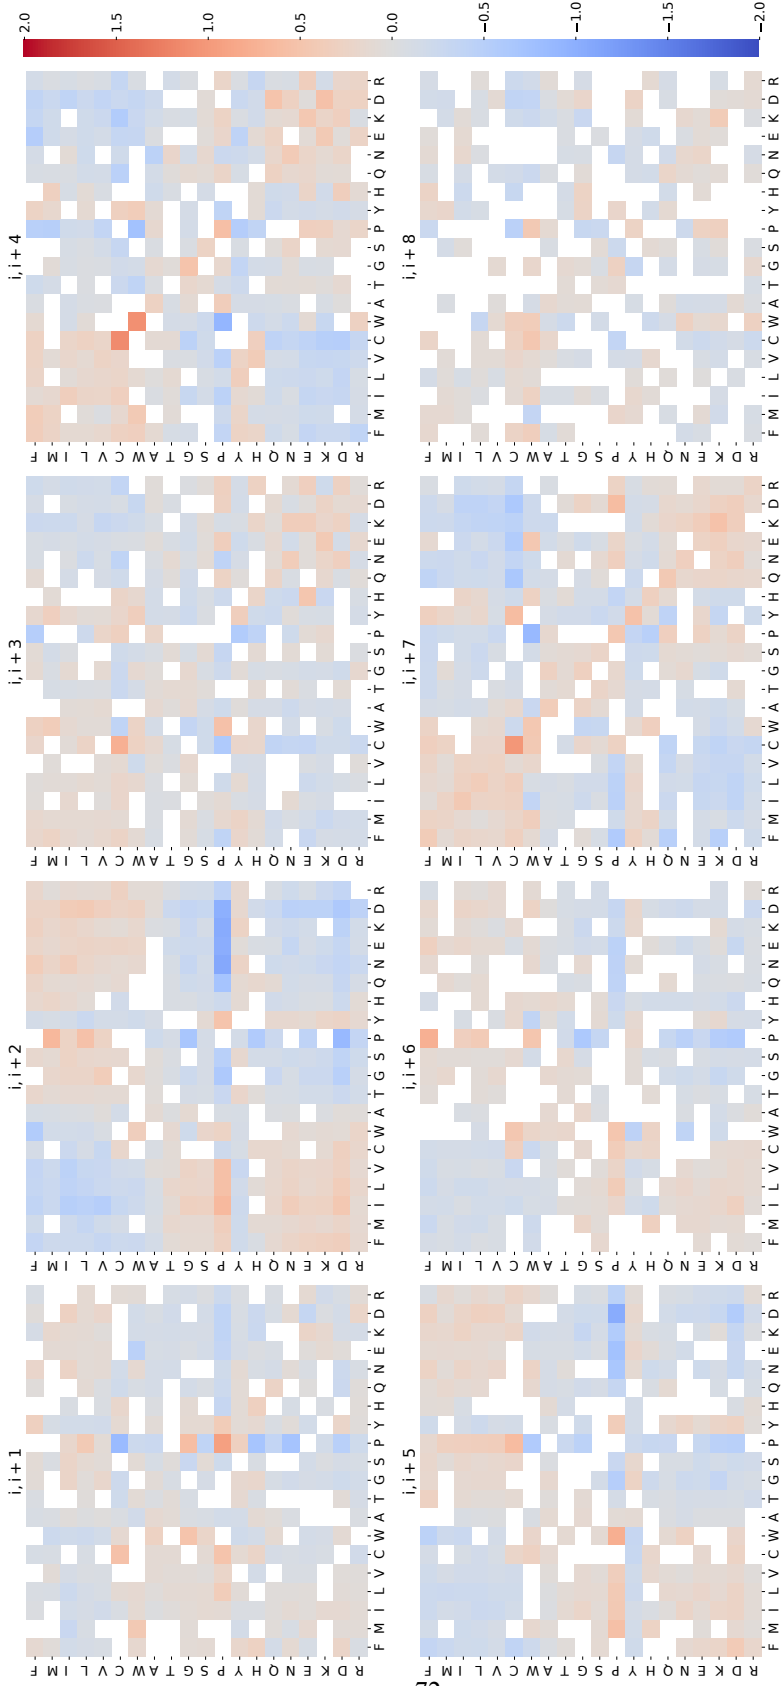 i, i + 1
F
M
I
L
V
C
W
A
T
G
S
P
Y
H
Q
N
E
K
D
R
F M I L V C W A T G S P Y H Q N E K D R
i, i + 2
F
M
I
L
V
C
W
A
T
G
S
P
Y
H
Q
N
E
K
D
R
F M I L V C W A T G S P Y H Q N E K D R
i, i + 3
F
M
I
L
V
C
W
A
T
G
S
P
Y
H
Q
N
E
K
D
R
F M I L V C W A T G S P Y H Q N E K D R
i, i + 4
F
M
I
L
V
C
W
A
T
G
S
P
Y
H
Q
N
E
K
D
R
F M I L V C W A T G S P Y H Q N E K D R
i, i + 5
F
M
I
L
V
C
W
A
T
G
S
P
Y
H
Q
N
E
K
D
R
F M I L V C W A T G S P Y H Q N E K D R
i, i + 6
F
M
I
L
V
C
W
A
T
G
S
P
Y
H
Q
N
E
K
D
R
F M I L V C W A T G S P Y H Q N E K D R
i, i + 7
F
M
I
L
V
C
W
A
T
G
S
P
Y
H
Q
N
E
K
D
R
F M I L V C W A T G S P Y H Q N E K D R
i, i + 8
F
M
I
L
V
C
W
A
T
G
S
P
Y
H
Q
N
E
K
D
R
F M I L V C W A T G S P Y H Q N E K D R
2.0
1.5
1.0
0.5
0.0
−0.5
−1.0
−1.5
−2.0